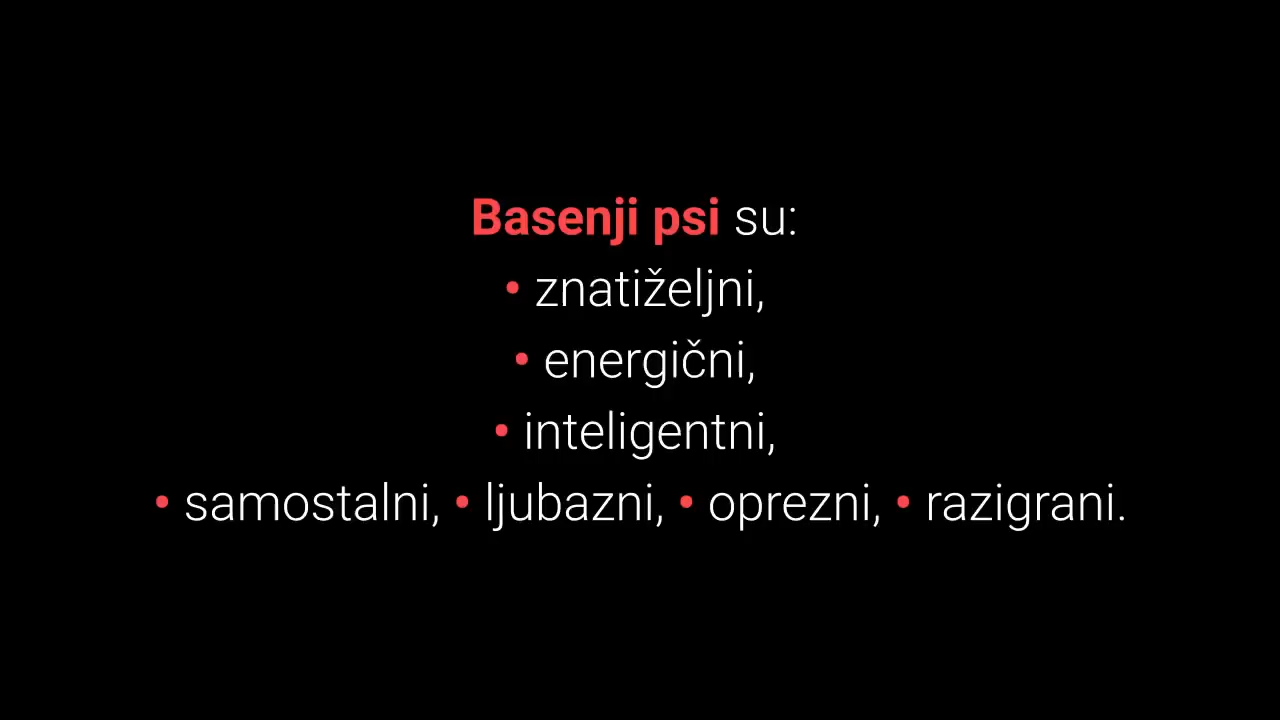 Basenji psi su:
• znatiželjni,
• energični,
• inteligentni,
• samostalni, • ljubazni, • oprezni, • razigrani.